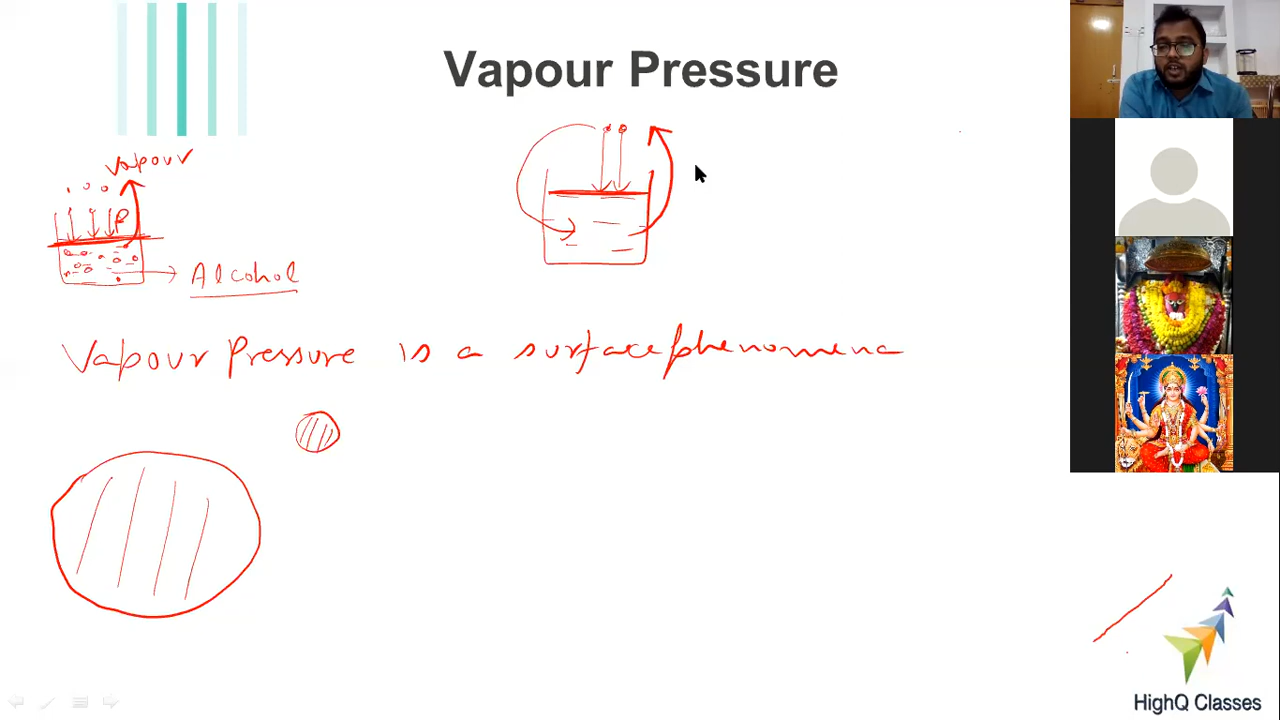 Vapour Pressure
vapour
P
Alcohol
Vapour Pressure is a surface phenomena
HighQ Classes